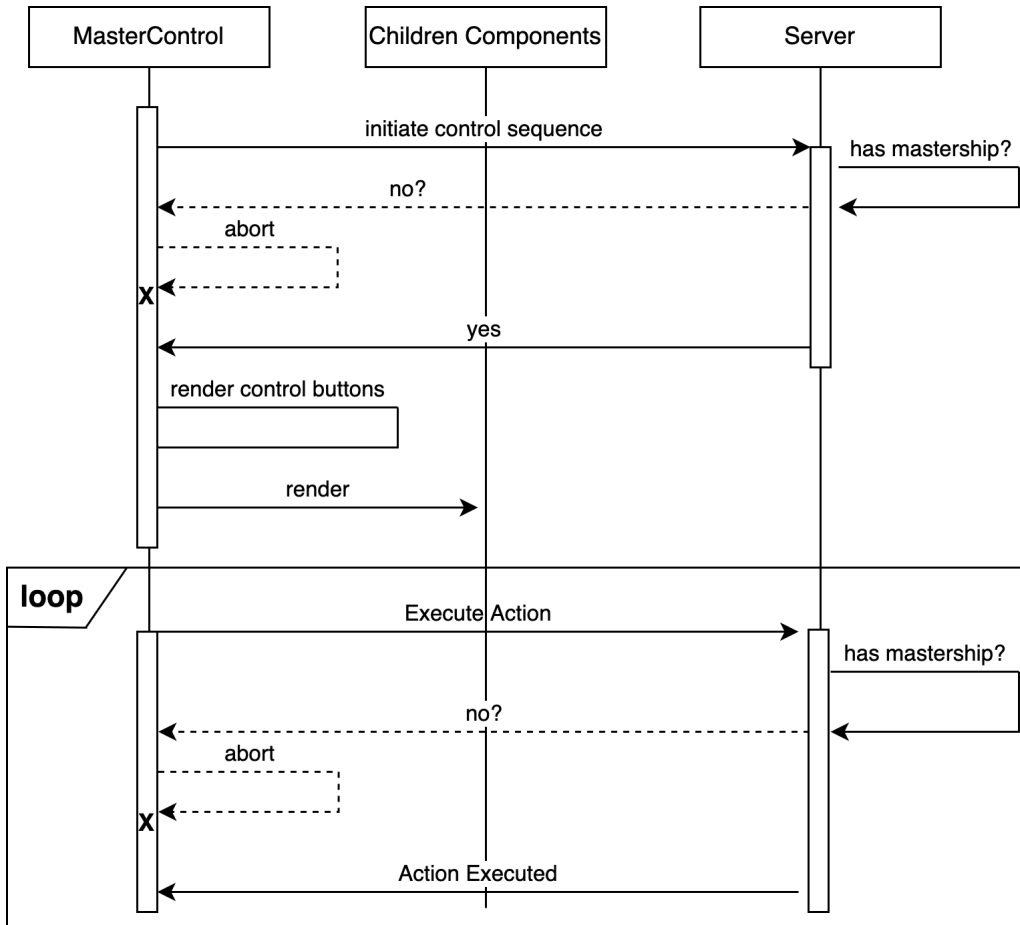 MasterControl
Children Components
Server
initiate control sequence
has mastership?
no?
abort
X
yes
render control buttons
render
loop
Execute Action
has mastership?
no?
abort
X
Action Executed